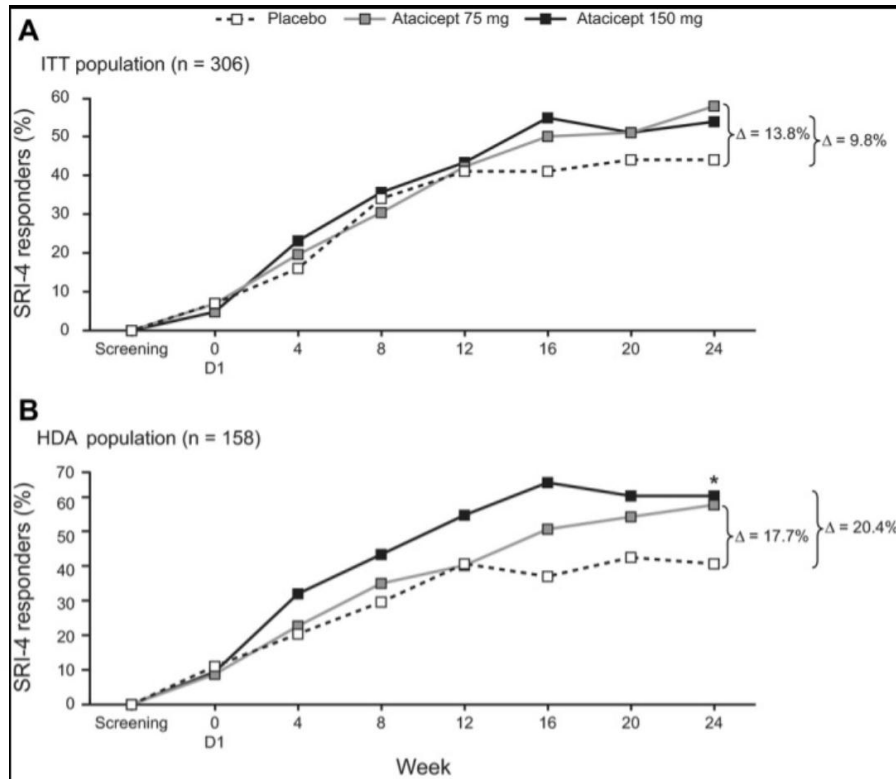 Placebo Atacicept 75 mg Atacicept 150 mg
A
ITT population (n = 306)
SRI-4 responders (%)
60
50
40
30
20
10
0
Δ = 13.8%
Δ = 9.8%
Screening 0 4 8 12 16 20 24
D1
B
HDA population (n = 158)
SRI-4 responders (%)
70
60
50
40
30
20
10
0
*
Δ = 17.7%
Δ = 20.4%
Screening 0 4 8 12 16 20 24
D1
Week